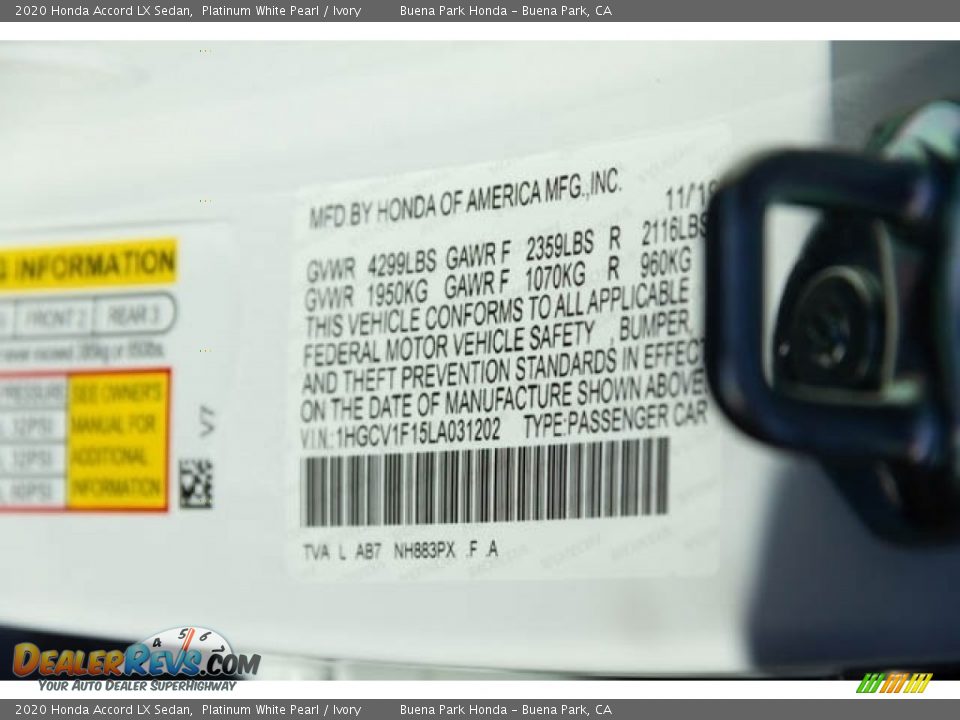 2020 Honda Accord LX Sedan, Platinum White Pearl / Ivory Buena Park Honda – Buena Park, CA
MFD.BY HONDA OF AMERICA MFG.,INC.
GVWR 4299LBS GAWR F 2359LBS R 2116LBS
GVWR 1950KG GAWR F 1070KG R 960KG
THIS VEHICLE CONFORMS TO ALL APPLICABLE
FEDERAL MOTOR VEHICLE SAFETY , BUMPER,
AND THEFT PREVENTION STANDARDS IN EFFECT
ON THE DATE OF MANUFACTURE SHOWN ABOVE
V.I.N.:1HGCV1F15LA031202 TYPE:PASSENGER CAR
TVA L AB7 NH883PX .F .A
INFORMATION
FRONT 2 REAR 3
PRESSURE SEE OWNER'S
MANUAL FOR
ADDITIONAL
INFORMATION
V7
4 5 6
DEALERREVS.COM
YOUR AUTO DEALER SUPERHIGHWAY
2020 Honda Accord LX Sedan, Platinum White Pearl / Ivory Buena Park Honda – Buena Park, CA